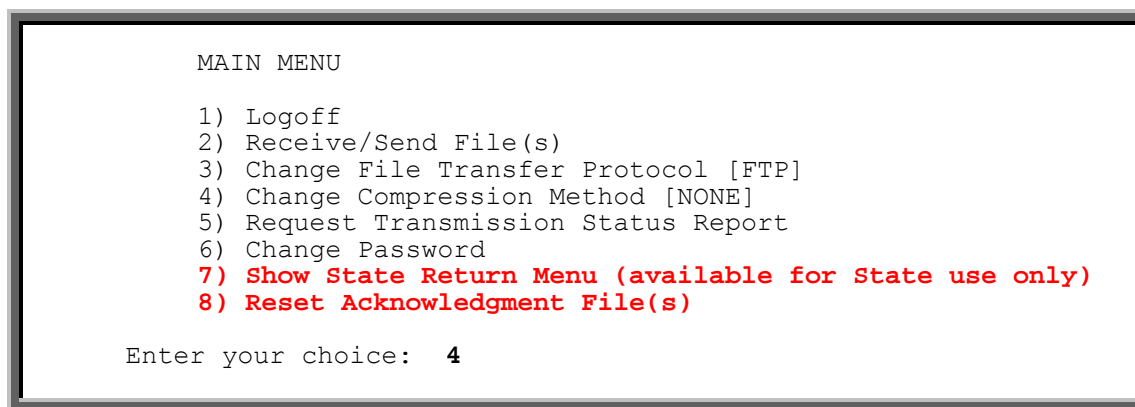 MAIN MENU
1) Logoff
2) Receive/Send File(s)
3) Change File Transfer Protocol [FTP]
4) Change Compression Method [NONE]
5) Request Transmission Status Report
6) Change Password
7) Show State Return Menu (available for State use only)
8) Reset Acknowledgment File(s)
Enter your choice: 4